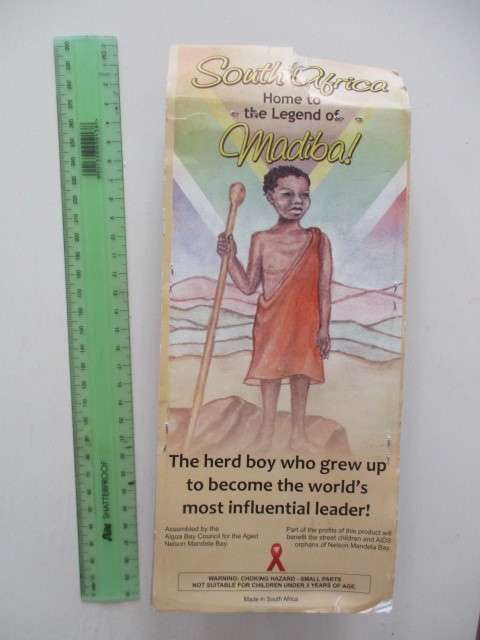 South Africa
Home to
the Legend of
Madiba!
The herd boy who grew up
to become the world's
most influential leader!
Assembled by the
Algoa Bay Council for the Aged
Nelson Mandela Bay.
Part of the profits of this product will
benefit the street children and AIDS
orphans of Nelson Mandela Bay.
WARNING: CHOKING HAZARD - SMALL PARTS
NOT SUITABLE FOR CHILDREN UNDER 3 YEARS OF AGE.
Made in South Africa
SHATTERPROOF